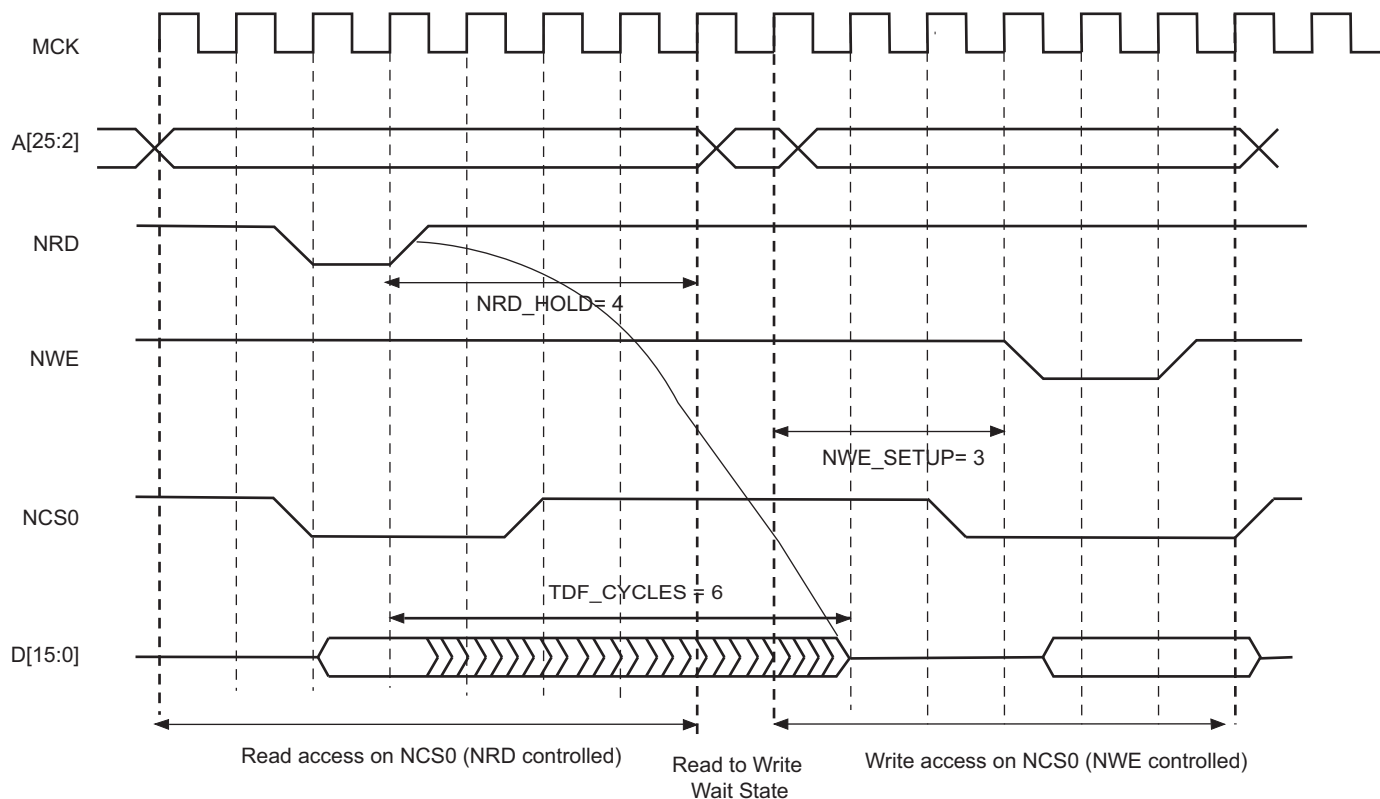 MCK
A[25:2]
NRD
NRD_HOLD= 4
NWE
NWE_SETUP= 3
NCS0
TDF_CYCLES = 6
D[15:0]
Read access on NCS0 (NRD controlled)
Read to Write
Wait State
Write access on NCS0 (NWE controlled)